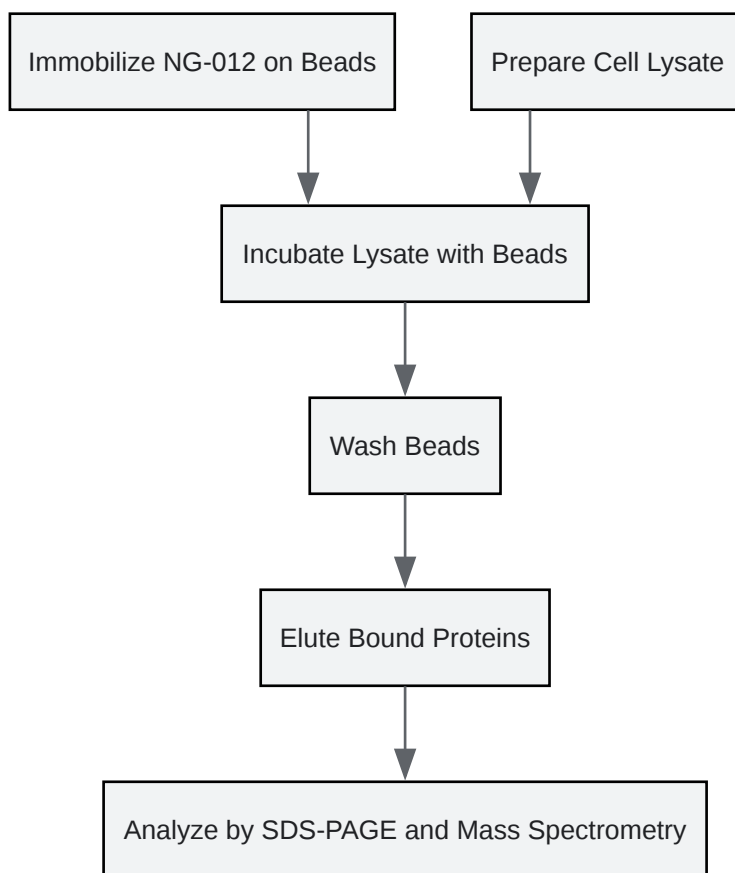 Immobilize NG-012 on Beads
Prepare Cell Lysate
Incubate Lysate with Beads
Wash Beads
Elute Bound Proteins
Analyze by SDS-PAGE and Mass Spectrometry